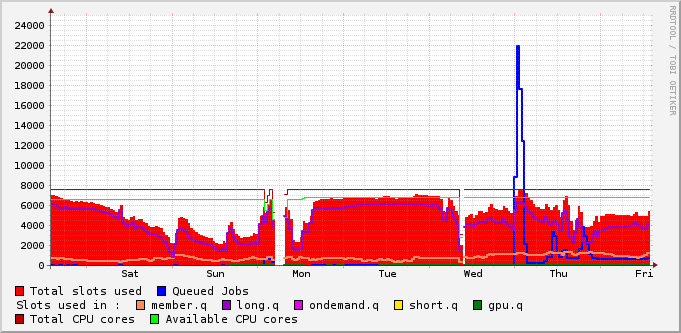 RRDTOOL / TOBI OETIKER
24000
22000
20000
18000
16000
14000
12000
10000
8000
6000
4000
2000
0
Sat Sun Mon Tue Wed Thu Fri
Total slots used Queued Jobs
Slots used in : member.q long.q ondemand.q short.q gpu.q
Total CPU cores Available CPU cores